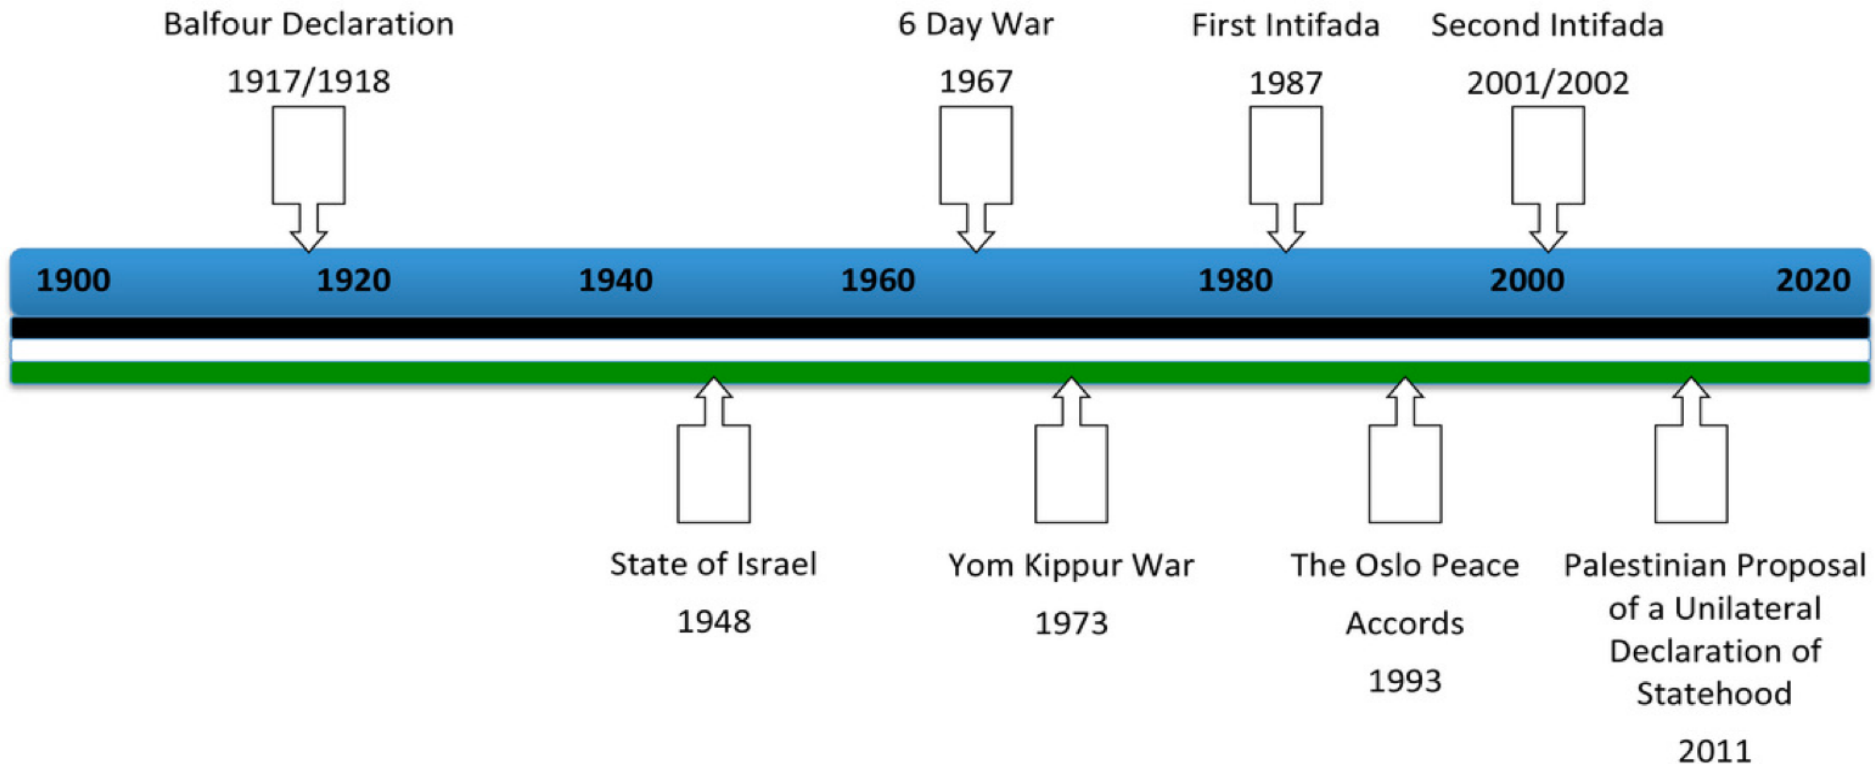 Balfour Declaration
1917/1918
6 Day War
1967
First Intifada
1987
Second Intifada
2001/2002
1900 1920 1940 1960 1980 2000 2020
State of Israel
1948
Yom Kippur War
1973
The Oslo Peace
Accords
1993
Palestinian Proposal
of a Unilateral
Declaration of
Statehood
2011